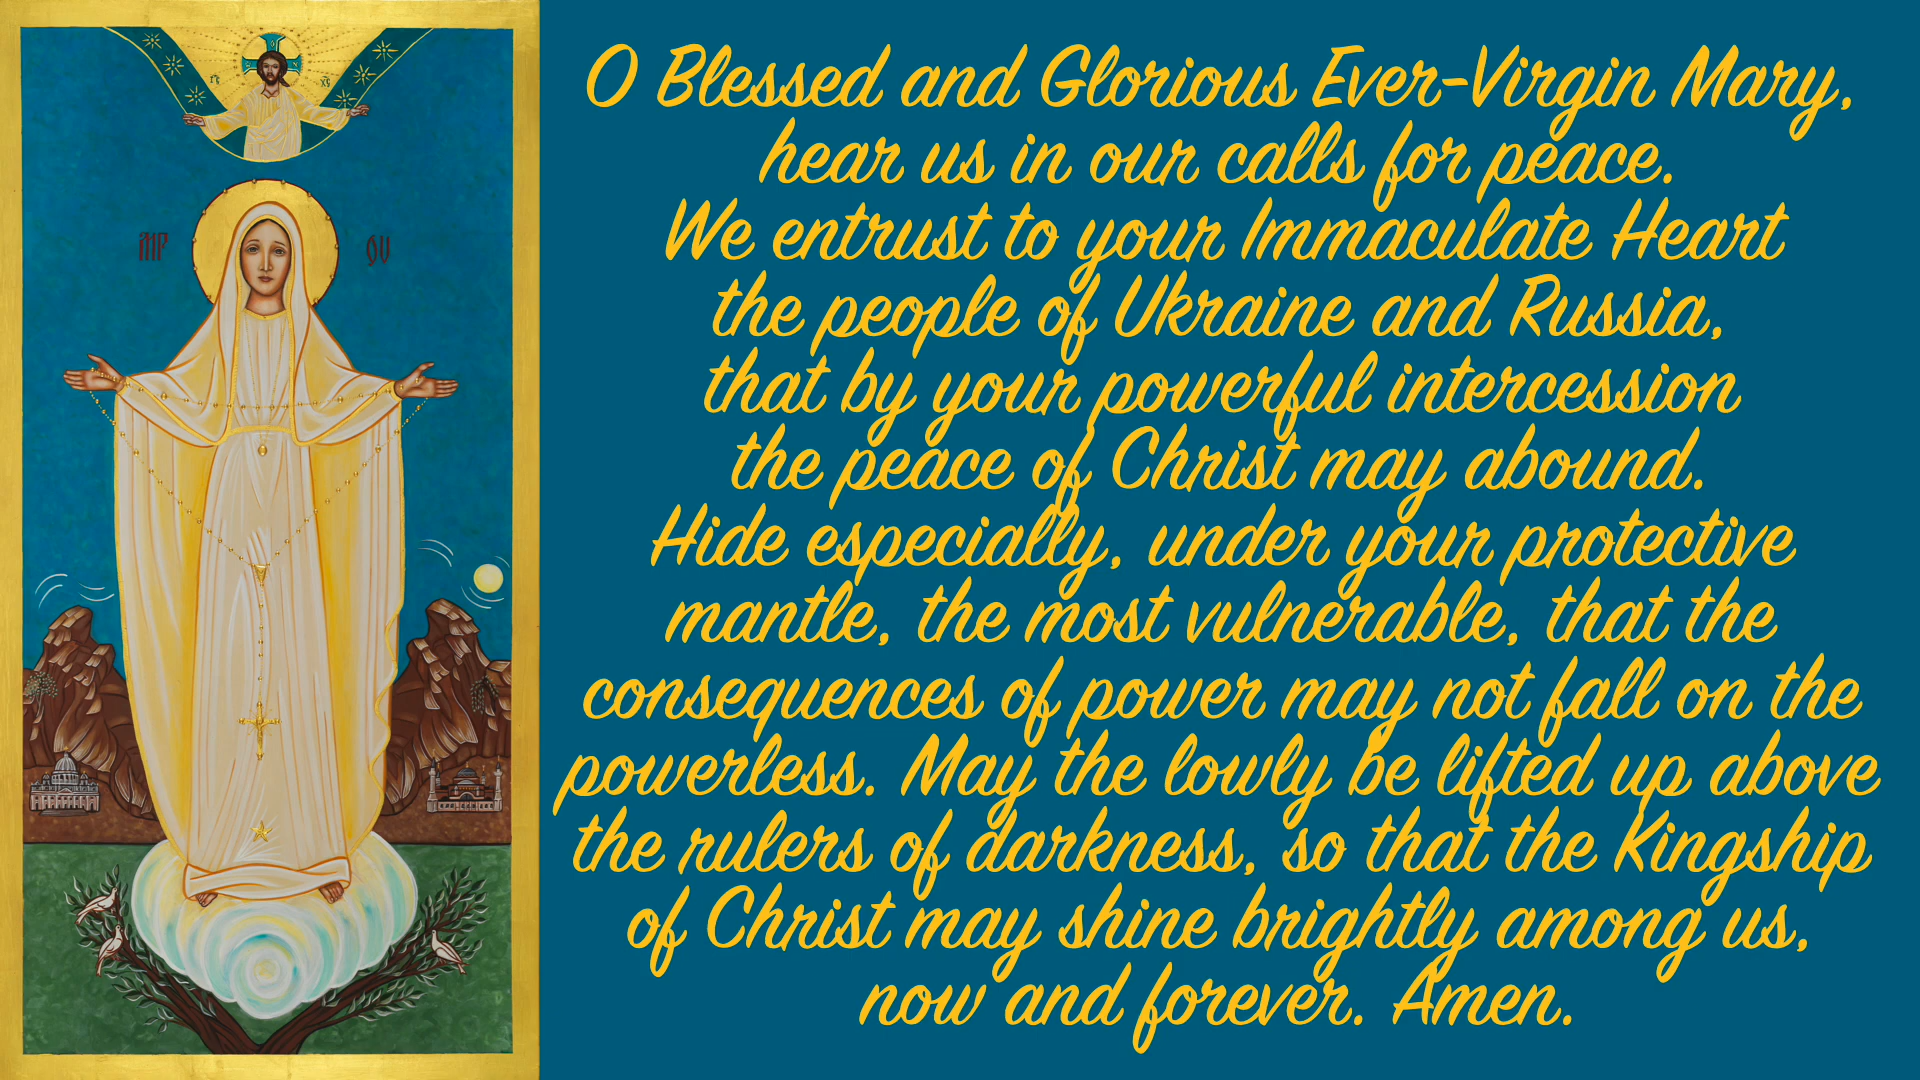 O Blessed and Glorious Ever-Virgin Mary,
hear us in our calls for peace.
We entrust to your Immaculate Heart
the people of Ukraine and Russia,
that by your powerful intercession
the peace of Christ may abound.
Hide especially, under your protective
mantle, the most vulnerable, that the
consequences of power may not fall on the
powerless. May the lowly be lifted up above
the rulers of darkness, so that the Kingship
of Christ may shine brightly among us,
now and forever. Amen.
ΜΡ ΘΥ